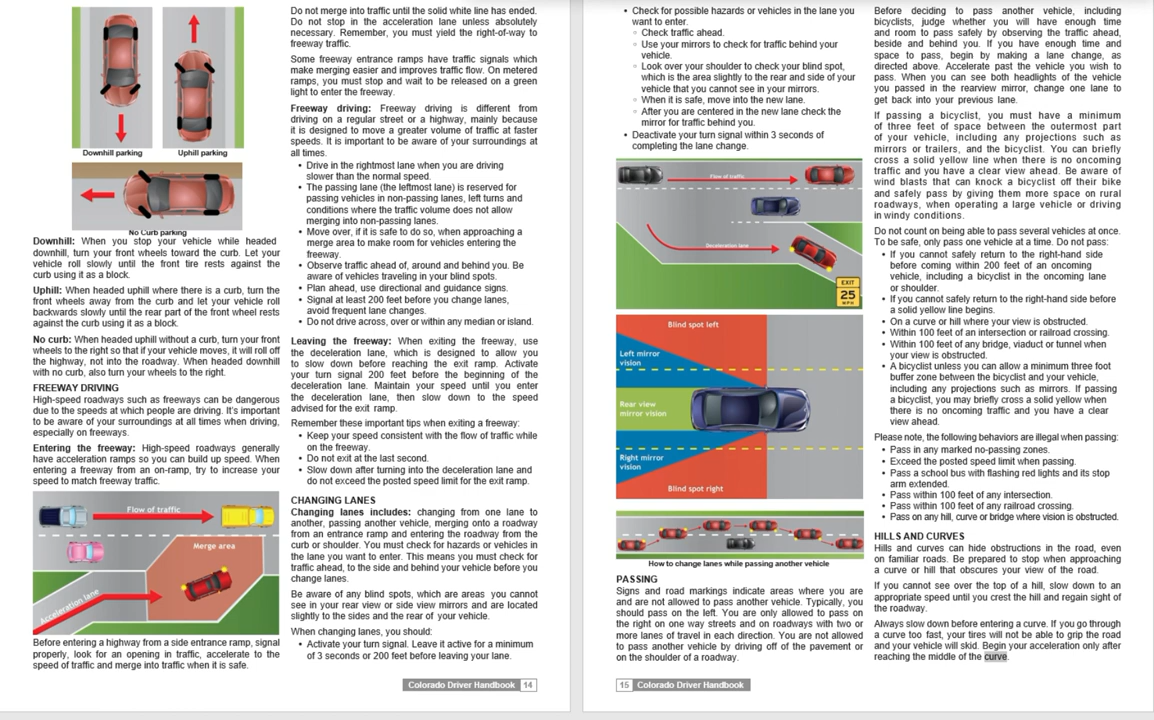 Downhill parking
Uphill parking
No Curb parking
Downhill: When you stop your vehicle while headed
downhill, turn your front wheels toward the curb. Let your
vehicle roll slowly until the front tire rests against the
curb using it as a block.
Uphill: When headed uphill where there is a curb, turn the
front wheels away from the curb and let your vehicle roll
backwards slowly until the rear part of the front wheel rests
against the curb using it as a block.
No curb: When headed uphill without a curb, turn your front
wheels to the right so that if your vehicle moves, it will roll off
the highway, not into the roadway. When headed downhill
with no curb, also turn your wheels to the right.
FREEWAY DRIVING
High-speed roadways such as freeways can be dangerous
due to the speeds at which people are driving. It's important
to be aware of your surroundings at all times when driving,
especially on freeways.
Entering the freeway: High-speed roadways generally
have acceleration ramps so you can build up speed. When
entering a freeway from an on-ramp, try to increase your
speed to match freeway traffic.
Flow of traffic
Merge area
Acceleration lane
Before entering a highway from a side entrance ramp, signal
properly, look for an opening in traffic, accelerate to the
speed of traffic and merge into traffic when it is safe.
Do not merge into traffic until the solid white line has ended.
Do not stop in the acceleration lane unless absolutely
necessary. Remember, you must yield the right-of-way to
freeway traffic.
Some freeway entrance ramps have traffic signals which
make merging easier and improves traffic flow. On metered
ramps, you must stop and wait to be released on a green
light to enter the freeway.
Freeway driving: Freeway driving is different from
driving on a regular street or a highway, mainly because
it is designed to move a greater volume of traffic at faster
speeds. It is important to be aware of your surroundings at
all times.
• Drive in the rightmost lane when you are driving
slower than the normal speed.
• The passing lane (the leftmost lane) is reserved for
passing vehicles in non-passing lanes, left turns and
conditions where the traffic volume does not allow
merging into non-passing lanes.
• Move over, if it is safe to do so, when approaching a
merge area to make room for vehicles entering the
freeway.
• Observe traffic ahead of, around and behind you. Be
aware of vehicles traveling in your blind spots.
• Plan ahead, use directional and guidance signs.
• Signal at least 200 feet before you change lanes,
avoid frequent lane changes.
• Do not drive across, over or within any median or island.
Leaving the freeway: When exiting the freeway, use
the deceleration lane, which is designed to allow you
to slow down before reaching the exit ramp. Activate
your turn signal 200 feet before the beginning of the
deceleration lane. Maintain your speed until you enter
the deceleration lane, then slow down to the speed
advised for the exit ramp.
Remember these important tips when exiting a freeway:
• Keep your speed consistent with the flow of traffic while
on the freeway.
• Do not exit at the last second.
• Slow down after turning into the deceleration lane and
do not exceed the posted speed limit for the exit ramp.
CHANGING LANES
Changing lanes includes: changing from one lane to
another, passing another vehicle, merging onto a roadway
from an entrance ramp and entering the roadway from the
curb or shoulder. You must check for hazards or vehicles in
the lane you want to enter. This means you must check for
traffic ahead, to the side and behind your vehicle before you
change lanes.
Be aware of any blind spots, which are areas you cannot
see in your rear view or side view mirrors and are located
slightly to the sides and the rear of your vehicle.
When changing lanes, you should:
• Activate your turn signal. Leave it active for a minimum
of 3 seconds or 200 feet before leaving your lane.
Colorado Driver Handbook 14
• Check for possible hazards or vehicles in the lane you
want to enter.
◦ Check traffic ahead.
◦ Use your mirrors to check for traffic behind your
vehicle.
◦ Look over your shoulder to check your blind spot,
which is the area slightly to the rear and side of your
vehicle that you cannot see in your mirrors.
◦ When it is safe, move into the new lane.
◦ After you are centered in the new lane check the
mirror for traffic behind you.
• Deactivate your turn signal within 3 seconds of
completing the lane change.
Flow of traffic
Deceleration lane
EXIT
25
MPH
Blind spot left
Left mirror
vision
Rear view
mirror vision
Right mirror
vision
Blind spot right
How to change lanes while passing another vehicle
PASSING
Signs and road markings indicate areas where you are
and are not allowed to pass another vehicle. Typically, you
should pass on the left. You are only allowed to pass on
the right on one way streets and on roadways with two or
more lanes of travel in each direction. You are not allowed
to pass another vehicle by driving off of the pavement or
on the shoulder of a roadway.
15 Colorado Driver Handbook
Before deciding to pass another vehicle, including
bicyclists, judge whether you will have enough time
and room to pass safely by observing the traffic ahead,
beside and behind you. If you have enough time and
space to pass, begin by making a lane change, as
directed above. Accelerate past the vehicle you wish to
pass. When you can see both headlights of the vehicle
you passed in the rearview mirror, change one lane to
get back into your previous lane.
If passing a bicyclist, you must have a minimum
of three feet of space between the outermost part
of your vehicle, including any projections such as
mirrors or trailers, and the bicyclist. You can briefly
cross a solid yellow line when there is no oncoming
traffic and you have a clear view ahead. Be aware of
wind blasts that can knock a bicyclist off their bike
and safely pass by giving them more space on rural
roadways, when operating a large vehicle or driving
in windy conditions.
Do not count on being able to pass several vehicles at once.
To be safe, only pass one vehicle at a time. Do not pass:
• If you cannot safely return to the right-hand side
before coming within 200 feet of an oncoming
vehicle, including a bicyclist in the oncoming lane
or shoulder.
• If you cannot safely return to the right-hand side before
a solid yellow line begins.
• On a curve or hill where your view is obstructed.
• Within 100 feet of an intersection or railroad crossing.
• Within 100 feet of any bridge, viaduct or tunnel when
your view is obstructed.
• A bicyclist unless you can allow a minimum three foot
buffer zone between the bicyclist and your vehicle,
including any projections such as mirrors. If passing
a bicyclist, you may briefly cross a solid yellow when
there is no oncoming traffic and you have a clear
view ahead.
Please note, the following behaviors are illegal when passing:
• Pass in any marked no-passing zones.
• Exceed the posted speed limit when passing.
• Pass a school bus with flashing red lights and its stop
arm extended.
• Pass within 100 feet of any intersection.
• Pass within 100 feet of any railroad crossing.
• Pass on any hill, curve or bridge where vision is obstructed.
HILLS AND CURVES
Hills and curves can hide obstructions in the road, even
on familiar roads. Be prepared to stop when approaching
a curve or hill that obscures your view of the road.
If you cannot see over the top of a hill, slow down to an
appropriate speed until you crest the hill and regain sight of
the roadway.
Always slow down before entering a curve. If you go through
a curve too fast, your tires will not be able to grip the road
and your vehicle will skid. Begin your acceleration only after
reaching the middle of the curve.